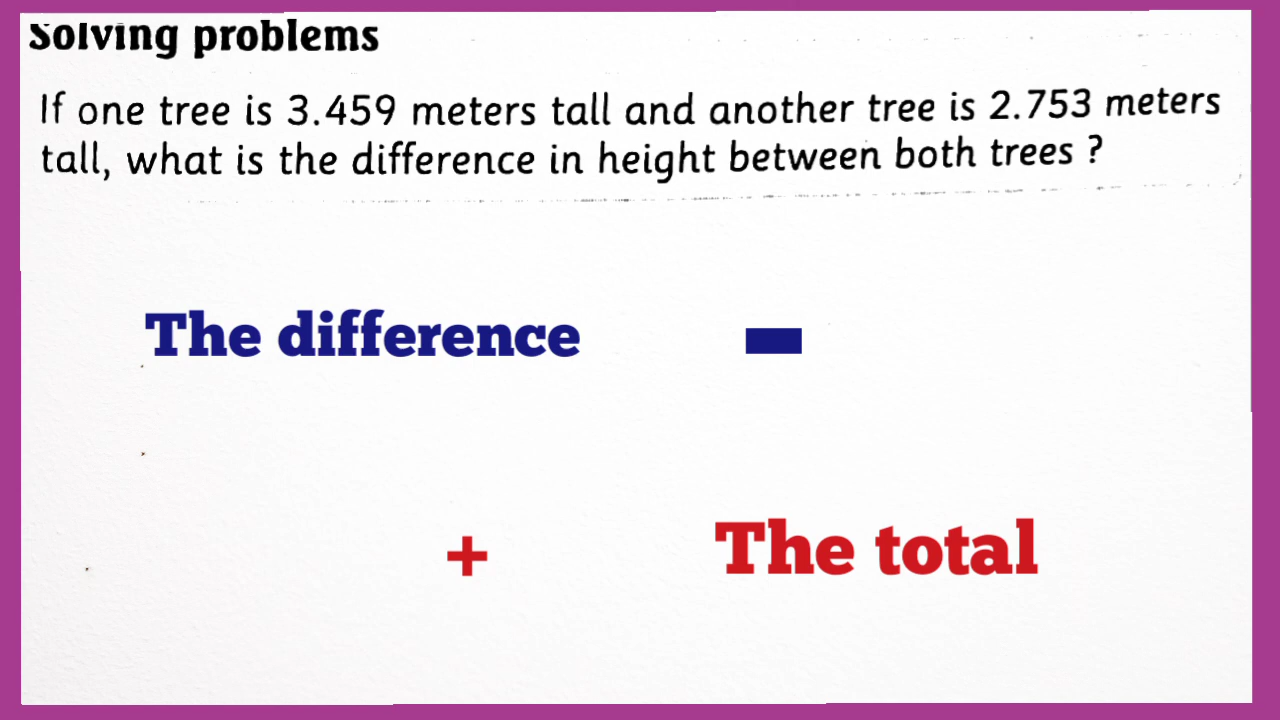 Solving problems
If one tree is 3.459 meters tall and another tree is 2.753 meters
tall, what is the difference in height between both trees ?
The difference -
+ The total